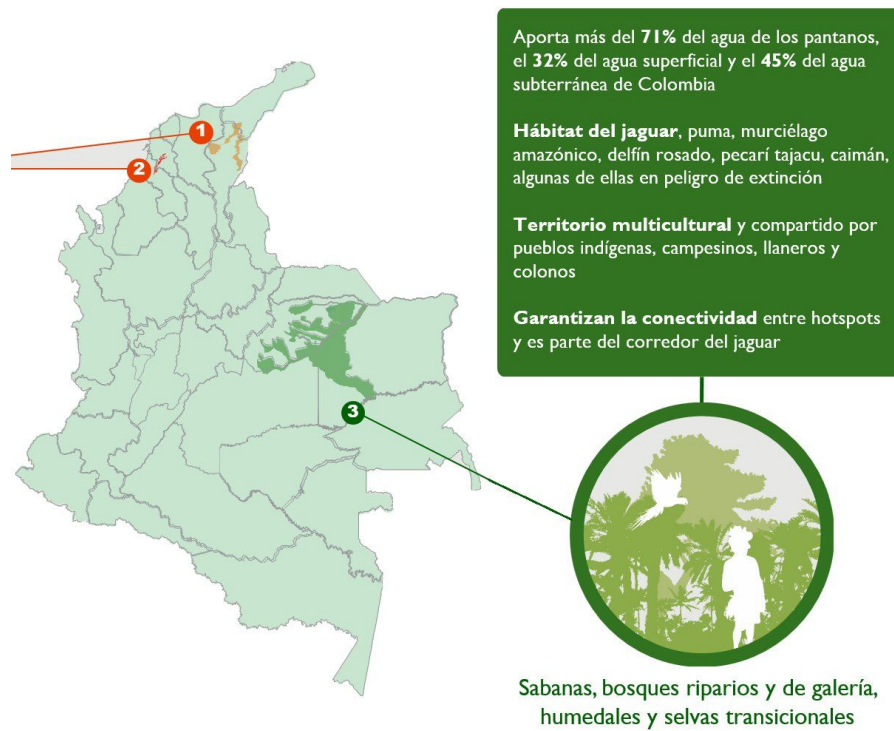 Aporta más del 71% del agua de los pantanos,
el 32% del agua superficial y el 45% del agua
subterránea de Colombia
Hábitat del jaguar, puma, murciélago
amazónico, delfín rosado, pecarí tajacu, caimán,
algunas de ellas en peligro de extinción
Territorio multicultural y compartido por
pueblos indígenas, campesinos, llaneros y
colonos
Garantizan la conectividad entre hotspots
y es parte del corredor del jaguar
1
2
3
Sabanas, bosques riparios y de galería,
humedales y selvas transicionales